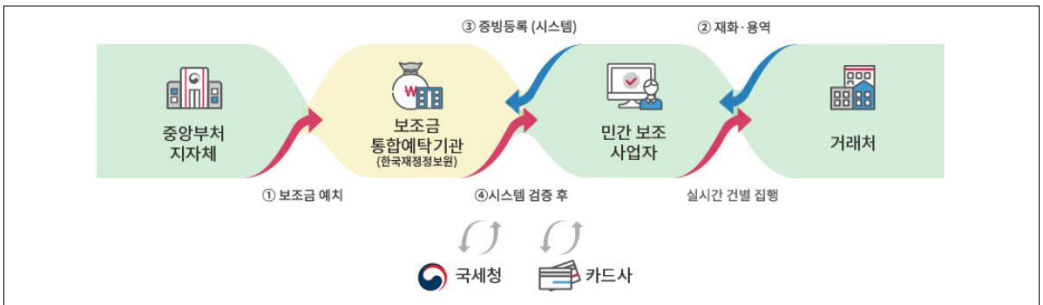 ③ 증빙등록 (시스템)
② 재화·용역
중앙부처
지자체
₩
보조금
통합예탁기관
(한국재정정보원)
민간 보조
사업자
거래처
① 보조금 예치
④시스템 검증 후
실시간 건별 집행
국세청
카드사